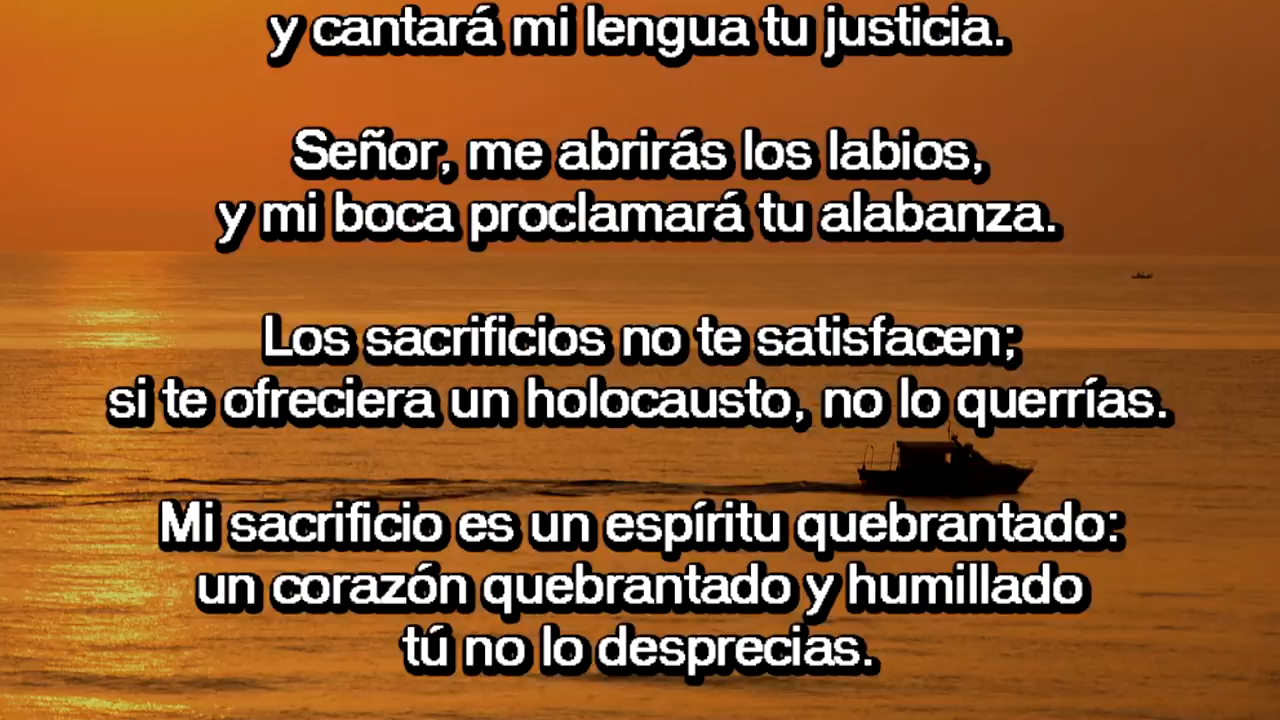 y cantará mi lengua tu justicia.
Señor, me abrirás los labios,
y mi boca proclamará tu alabanza.
Los sacrificios no te satisfacen;
si te ofreciera un holocausto, no lo querrías.
Mi sacrificio es un espíritu quebrantado:
un corazón quebrantado y humillado
tú no lo desprecias.